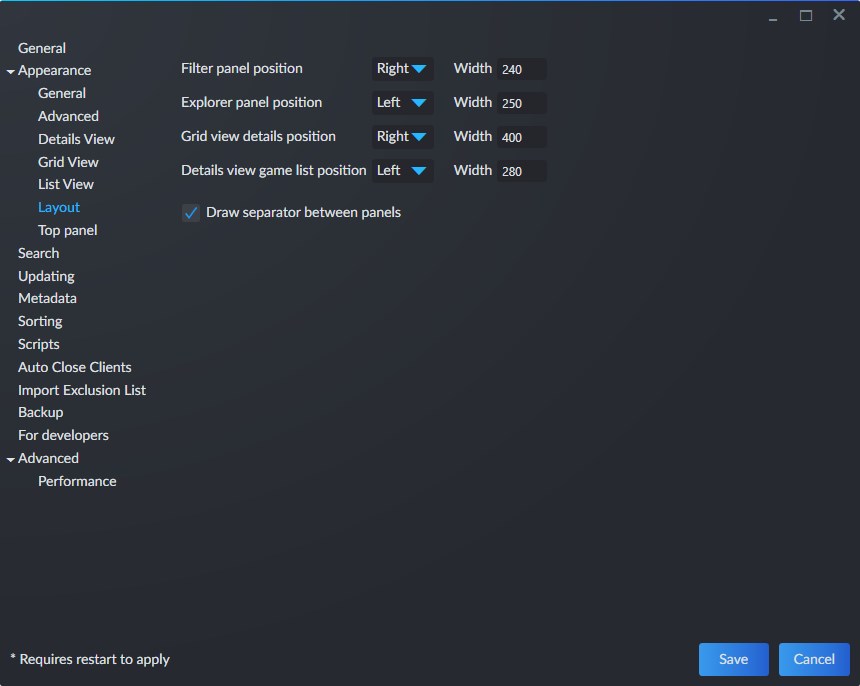 General
Appearance
General
Advanced
Details View
Grid View
List View
Layout
Top panel
Search
Updating
Metadata
Sorting
Scripts
Auto Close Clients
Import Exclusion List
Backup
For developers
Advanced
Performance
Filter panel position Right Width 240
Explorer panel position Left Width 250
Grid view details position Right Width 400
Details view game list position Left Width 280
Draw separator between panels
* Requires restart to apply
Save Cancel